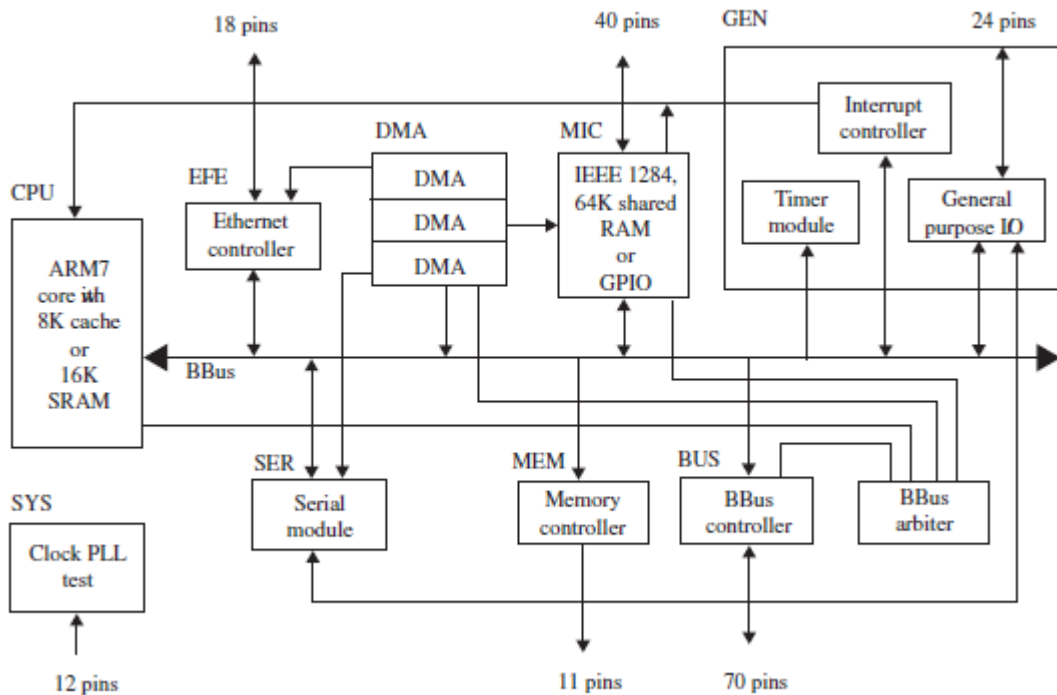 18 pins
40 pins
GEN
24 pins
Interrupt
controller
DMA
MIC
EFE
DMA
DMA
DMA
IEEE 1284,
64K shared
RAM
or
GPIO
Timer
module
General
purpose I/O
CPU
Ethernet
controller
ARM7
core ith
8K cache
or
16K
SRAM
BBus
SER
MEM
BUS
SYS
Serial
module
Memory
controller
BBus
controller
BBus
arbiter
Clock PLL
test
12 pins
11 pins
70 pins